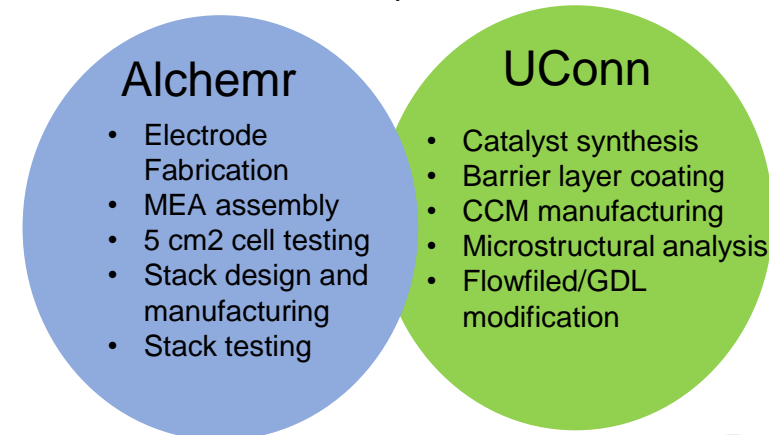 Alchemr
• Electrode
Fabrication
• MEA assembly
• 5 cm2 cell testing
• Stack design and
manufacturing
• Stack testing
UConn
• Catalyst synthesis
• Barrier layer coating
• CCM manufacturing
• Microstructural analysis
• Flowfiled/GDL
modification